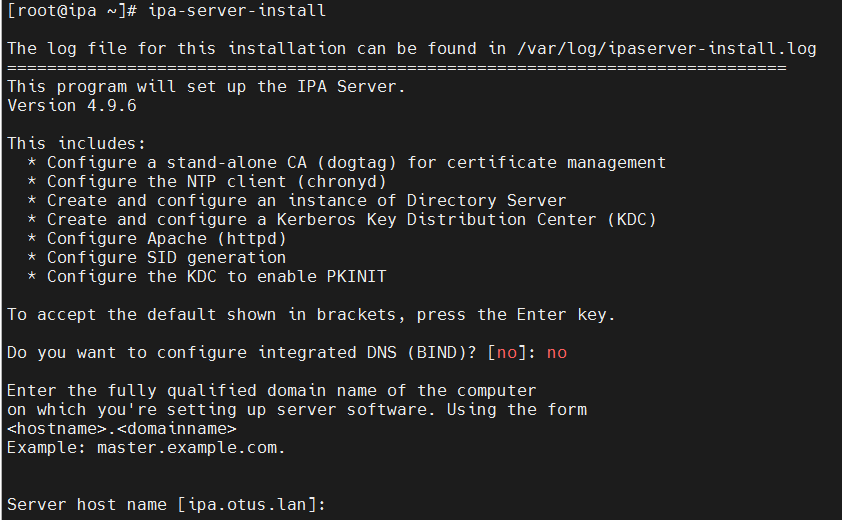 [root@ipa ~]# ipa-server-install
The log file for this installation can be found in /var/log/ipaserver-install.log
==============================================================================
This program will set up the IPA Server.
Version 4.9.6
This includes:
* Configure a stand-alone CA (dogtag) for certificate management
* Configure the NTP client (chronyd)
* Create and configure an instance of Directory Server
* Create and configure a Kerberos Key Distribution Center (KDC)
* Configure Apache (httpd)
* Configure SID generation
* Configure the KDC to enable PKINIT
To accept the default shown in brackets, press the Enter key.
Do you want to configure integrated DNS (BIND)? [no]: no
Enter the fully qualified domain name of the computer
on which you're setting up server software. Using the form
<hostname>.<domainname>
Example: master.example.com.
Server host name [ipa.otus.lan]: